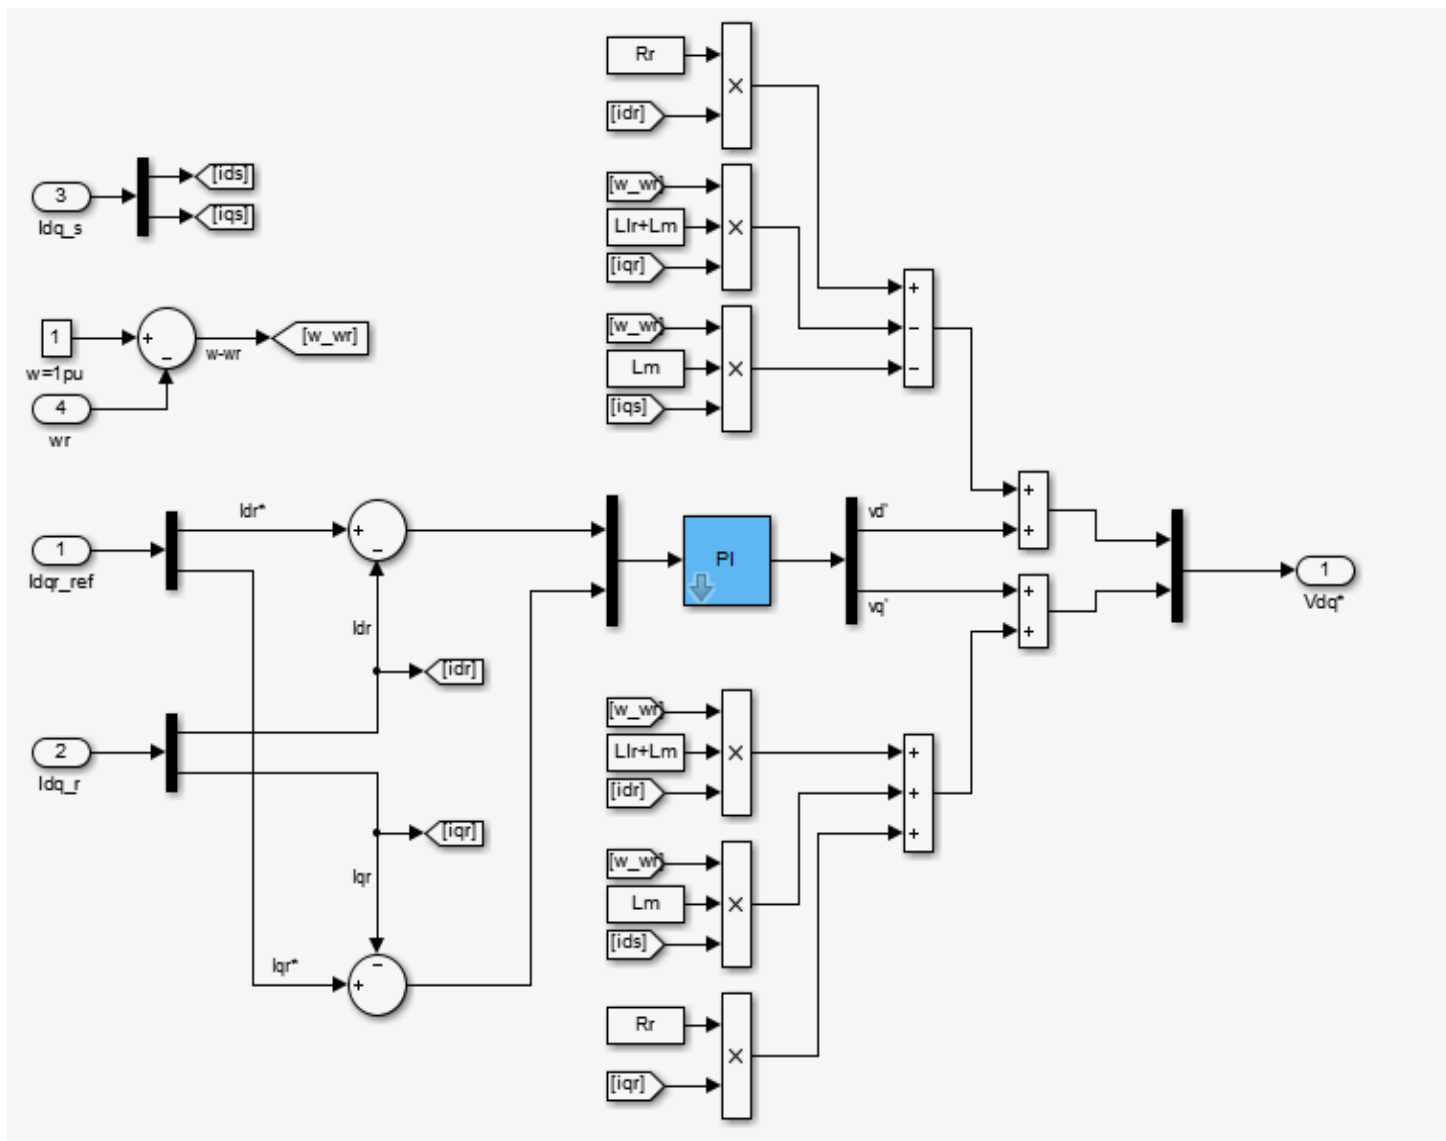 Rr
[idr]
×
[w_wr]
Llr+Lm
[iqr]
×
[w_wr]
Lm
[iqs]
×
+
−
−
3
Idq_s
[ids]
[iqs]
1
w=1pu
+
−
w-wr
[w_wr]
4
wr
1
Idqr_ref
Idr*
+
−
Idr
[idr]
2
Idq_r
[iqr]
Iqr
Iqr*
−
+
PI
vd'
vq'
+
+
+
+
1
Vdq*
[w_wr]
Llr+Lm
[idr]
×
[w_wr]
Lm
[ids]
×
Rr
[iqr]
×
+
+
+